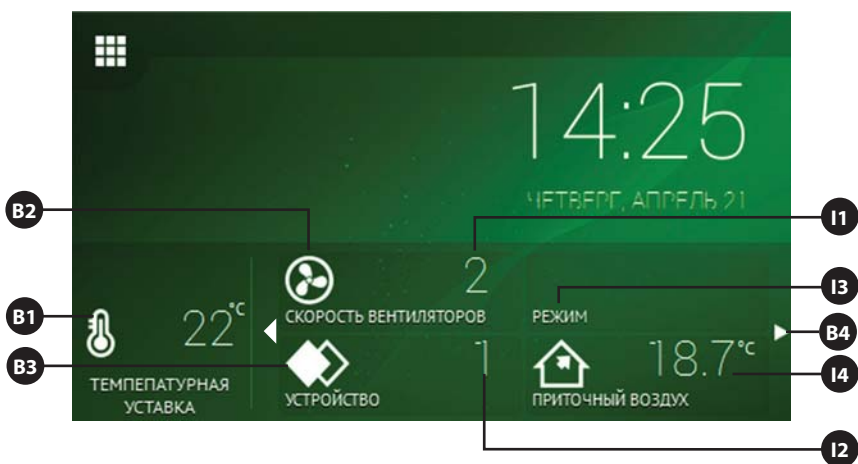 14:25
ЧЕТВЕРГ, АПРЕЛЬ 21
B2
I1
2
СКОРОСТЬ ВЕНТИЛЯТОРОВ
РЕЖИМ
I3
B1
22°C
B4
B3
1
18.7°C
I4
ТЕМПЕПАТУРНАЯ
УСТАВКА
УСТРОЙСТВО
ПРИТОЧНЫЙ ВОЗДУХ
I2